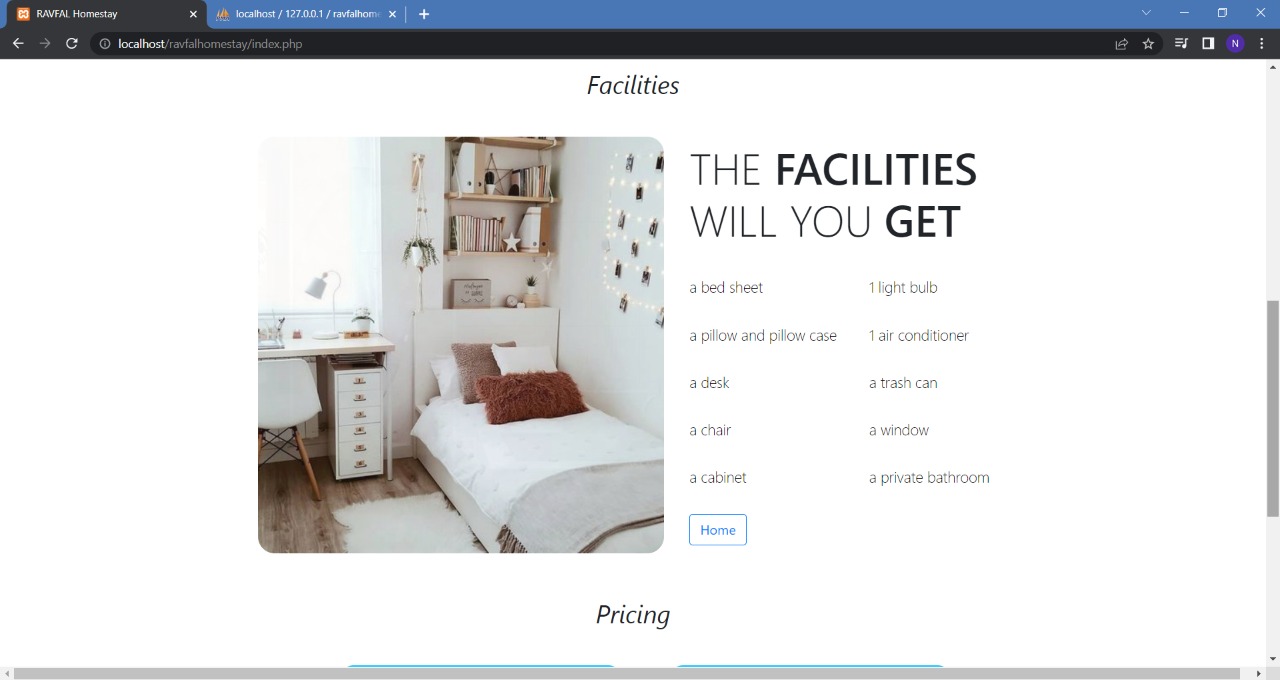 RAVFAL Homestay
localhost / 127.0.0.1 / ravfalhome
localhost/ravfalhomestay/index.php
N
Facilities
THE FACILITIES
WILL YOU GET
a bed sheet
1 light bulb
a pillow and pillow case
1 air conditioner
a desk
a trash can
a chair
a window
a cabinet
a private bathroom
Home
Pricing